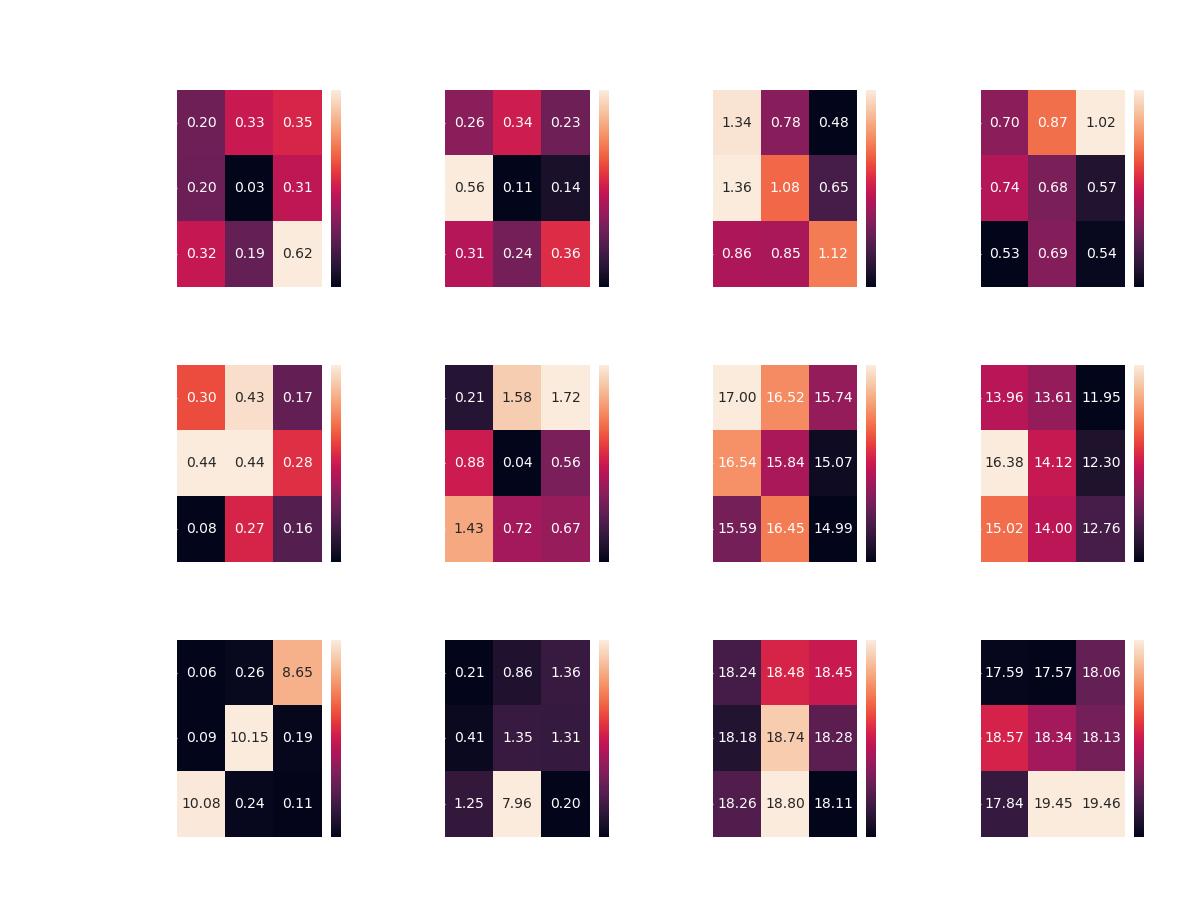 0.20 0.33 0.35 0.26 0.34 0.23 1.34 0.78 0.48 0.70 0.87 1.02
0.20 0.03 0.31 0.56 0.11 0.14 1.36 1.08 0.65 0.74 0.68 0.57
0.32 0.19 0.62 0.31 0.24 0.36 0.86 0.85 1.12 0.53 0.69 0.54
0.30 0.43 0.17 0.21 1.58 1.72 17.00 16.52 15.74 13.96 13.61 11.95
0.44 0.44 0.28 0.88 0.04 0.56 16.54 15.84 15.07 16.38 14.12 12.30
0.08 0.27 0.16 1.43 0.72 0.67 15.59 16.45 14.99 15.02 14.00 12.76
0.06 0.26 8.65 0.21 0.86 1.36 18.24 18.48 18.45 17.59 17.57 18.06
0.09 10.15 0.19 0.41 1.35 1.31 18.18 18.74 18.28 18.57 18.34 18.13
10.08 0.24 0.11 1.25 7.96 0.20 18.26 18.80 18.11 17.84 19.45 19.46